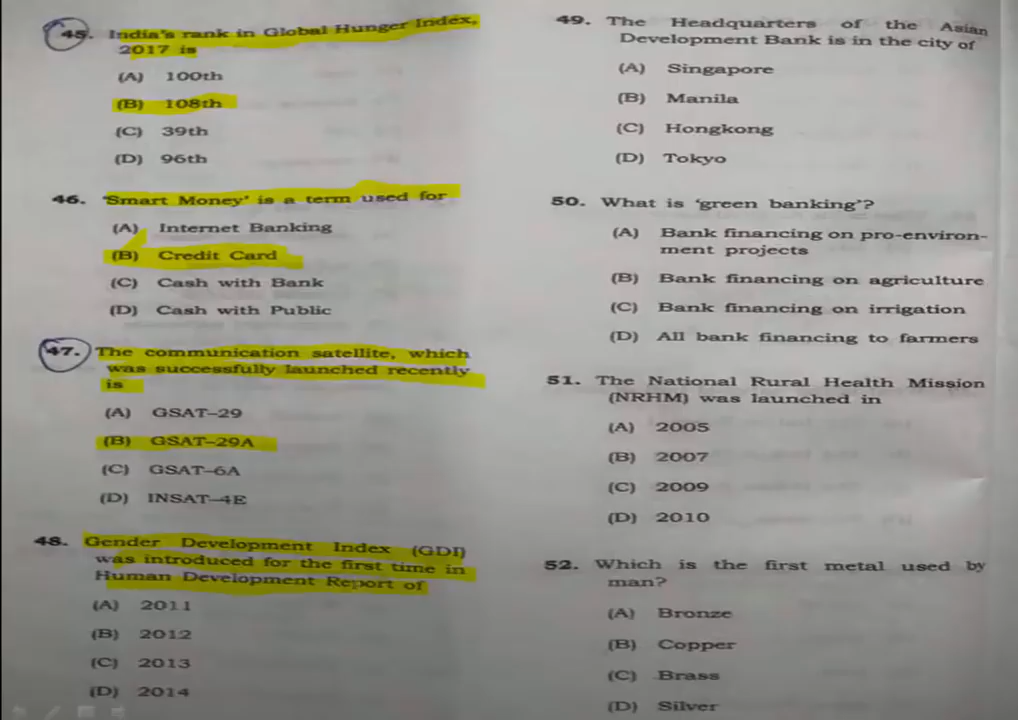 45. India's rank in Global Hunger Index,
2017 is
(A) 100th
(B) 108th
(C) 39th
(D) 96th
46. 'Smart Money' is a term used for
(A) Internet Banking
(B) Credit Card
(C) Cash with Bank
(D) Cash with Public
47. The communication satellite, which
was successfully launched recently
is
(A) GSAT-29
(B) GSAT-29A
(C) GSAT-6A
(D) INSAT-4E
48. Gender Development Index (GDI)
was introduced for the first time in
Human Development Report of
(A) 2011
(B) 2012
(C) 2013
(D) 2014
49. The Headquarters of the Asian
Development Bank is in the city of
(A) Singapore
(B) Manila
(C) Hongkong
(D) Tokyo
50. What is 'green banking'?
(A) Bank financing on pro-environ-
ment projects
(B) Bank financing on agriculture
(C) Bank financing on irrigation
(D) All bank financing to farmers
51. The National Rural Health Mission
(NRHM) was launched in
(A) 2005
(B) 2007
(C) 2009
(D) 2010
52. Which is the first metal used by
man?
(A) Bronze
(B) Copper
(C) Brass
(D) Silver